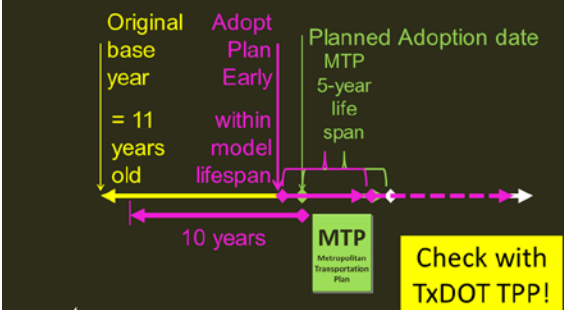 Original
base
year
= 11
years
old
Adopt
Plan
Early
within
model
lifespan
Planned Adoption date
MTP
5-year
life
span
10 years
MTP
Metropolitan
Transportation
Plan
Check with
TxDOT TPP!